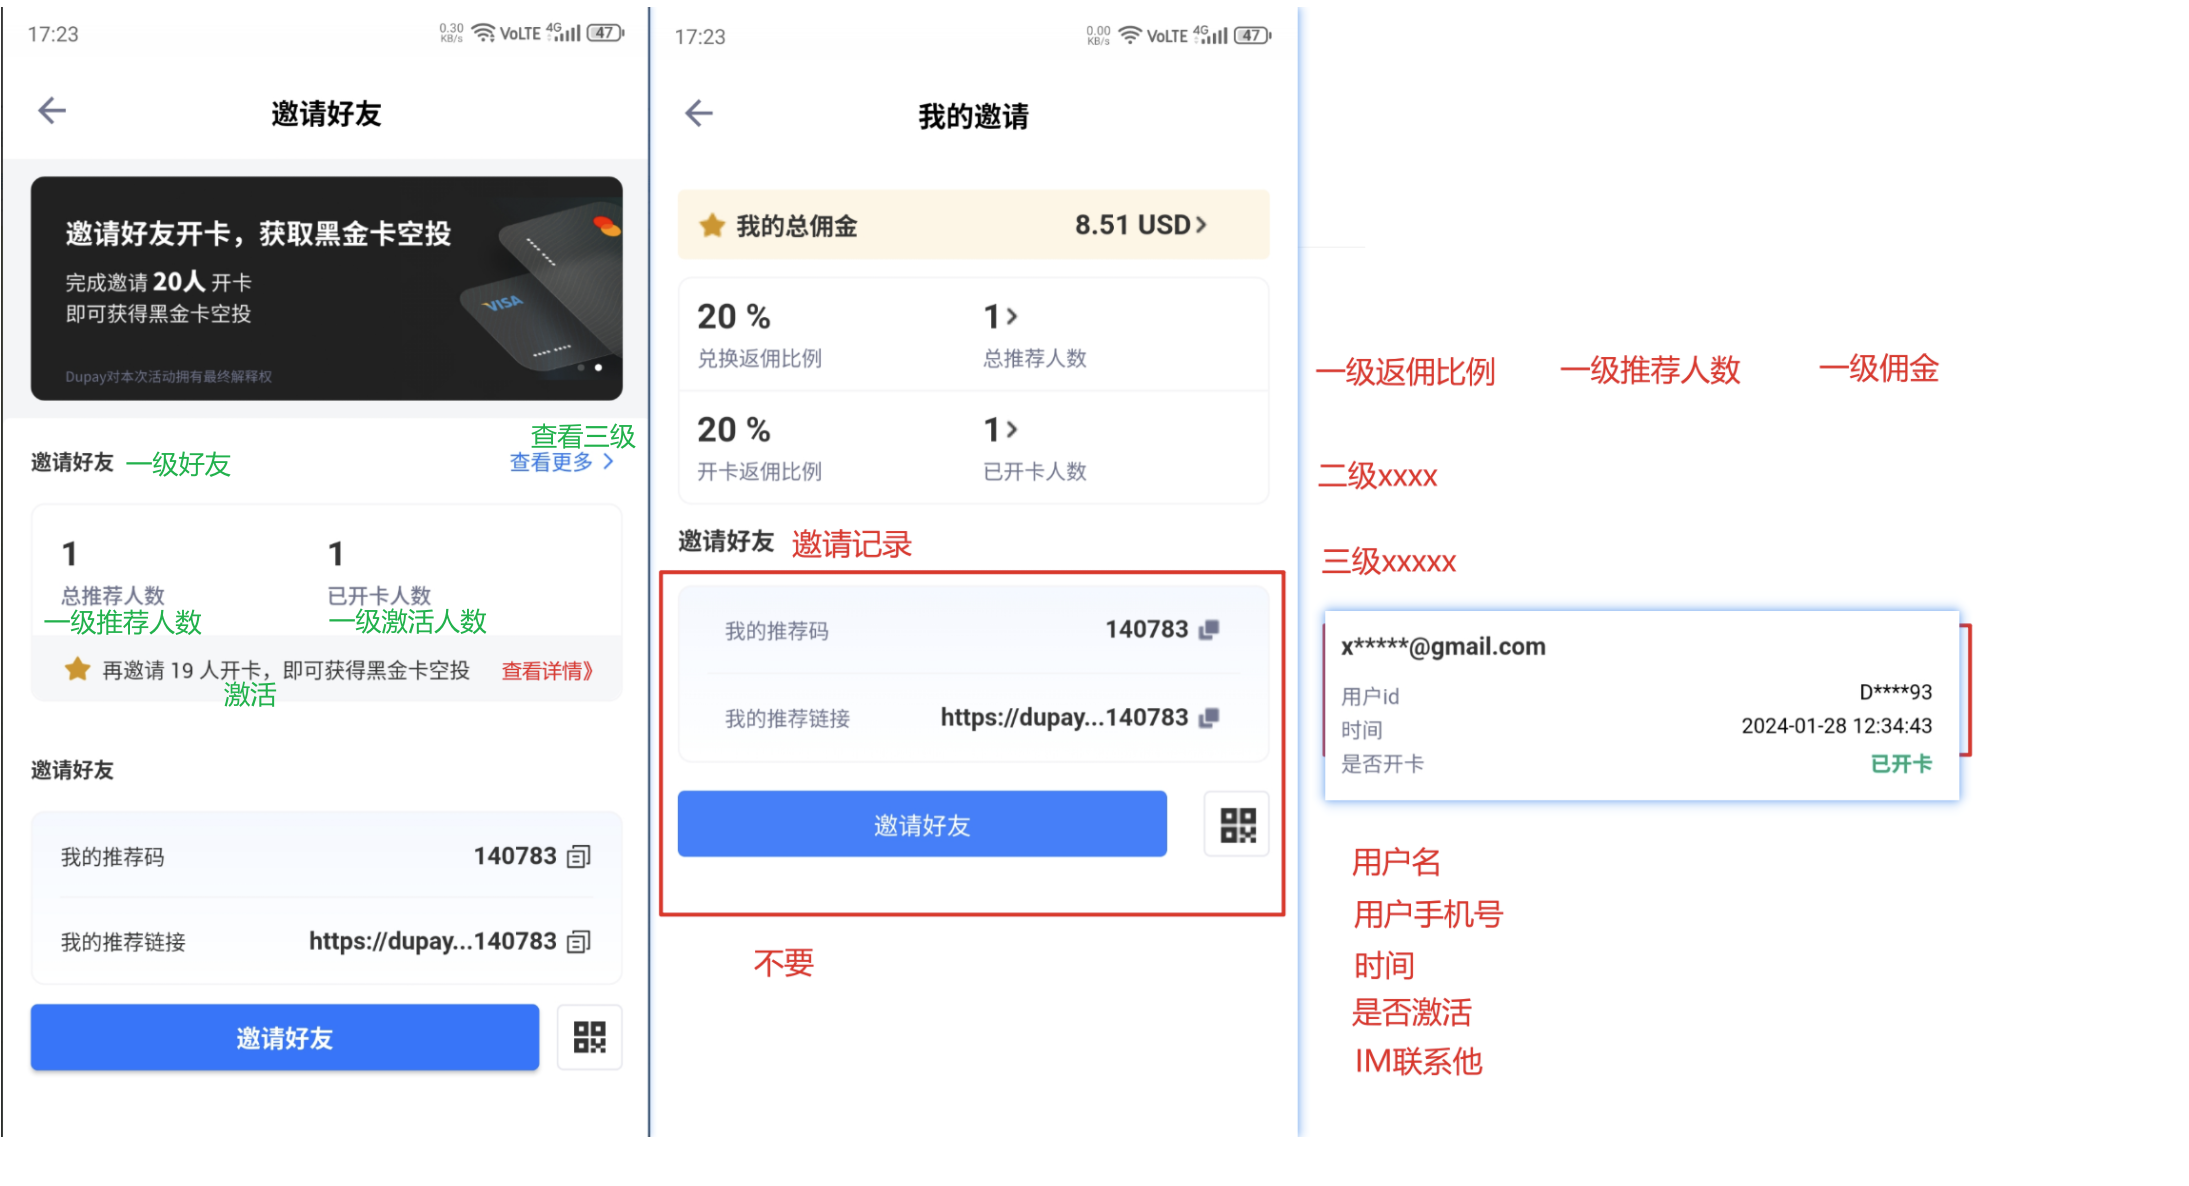 17:23
0.30 KB/s VoLTE 4G 47
邀请好友
邀请好友开卡，获取黑金卡空投
完成邀请 20人 开卡
即可获得黑金卡空投
VISA
Dupay对本次活动拥有最终解释权
查看三级
邀请好友 一级好友
查看更多 >
1
1
总推荐人数
已开卡人数
一级推荐人数
一级激活人数
再邀请 19 人开卡，即可获得黑金卡空投
查看详情》
激活
邀请好友
我的推荐码
140783
我的推荐链接
https://dupay...140783
邀请好友
17:23
0.00 KB/s VoLTE 4G 47
我的邀请
我的总佣金
8.51 USD>
20 %
1>
兑换返佣比例
总推荐人数
20 %
1>
开卡返佣比例
已开卡人数
邀请好友 邀请记录
我的推荐码
140783
我的推荐链接
https://dupay...140783
邀请好友
不要
一级返佣比例
一级推荐人数
一级佣金
二级xxxx
三级xxxxx
x*****@gmail.com
用户id
D****93
时间
2024-01-28 12:34:43
是否开卡
已开卡
用户名
用户手机号
时间
是否激活
IM联系他